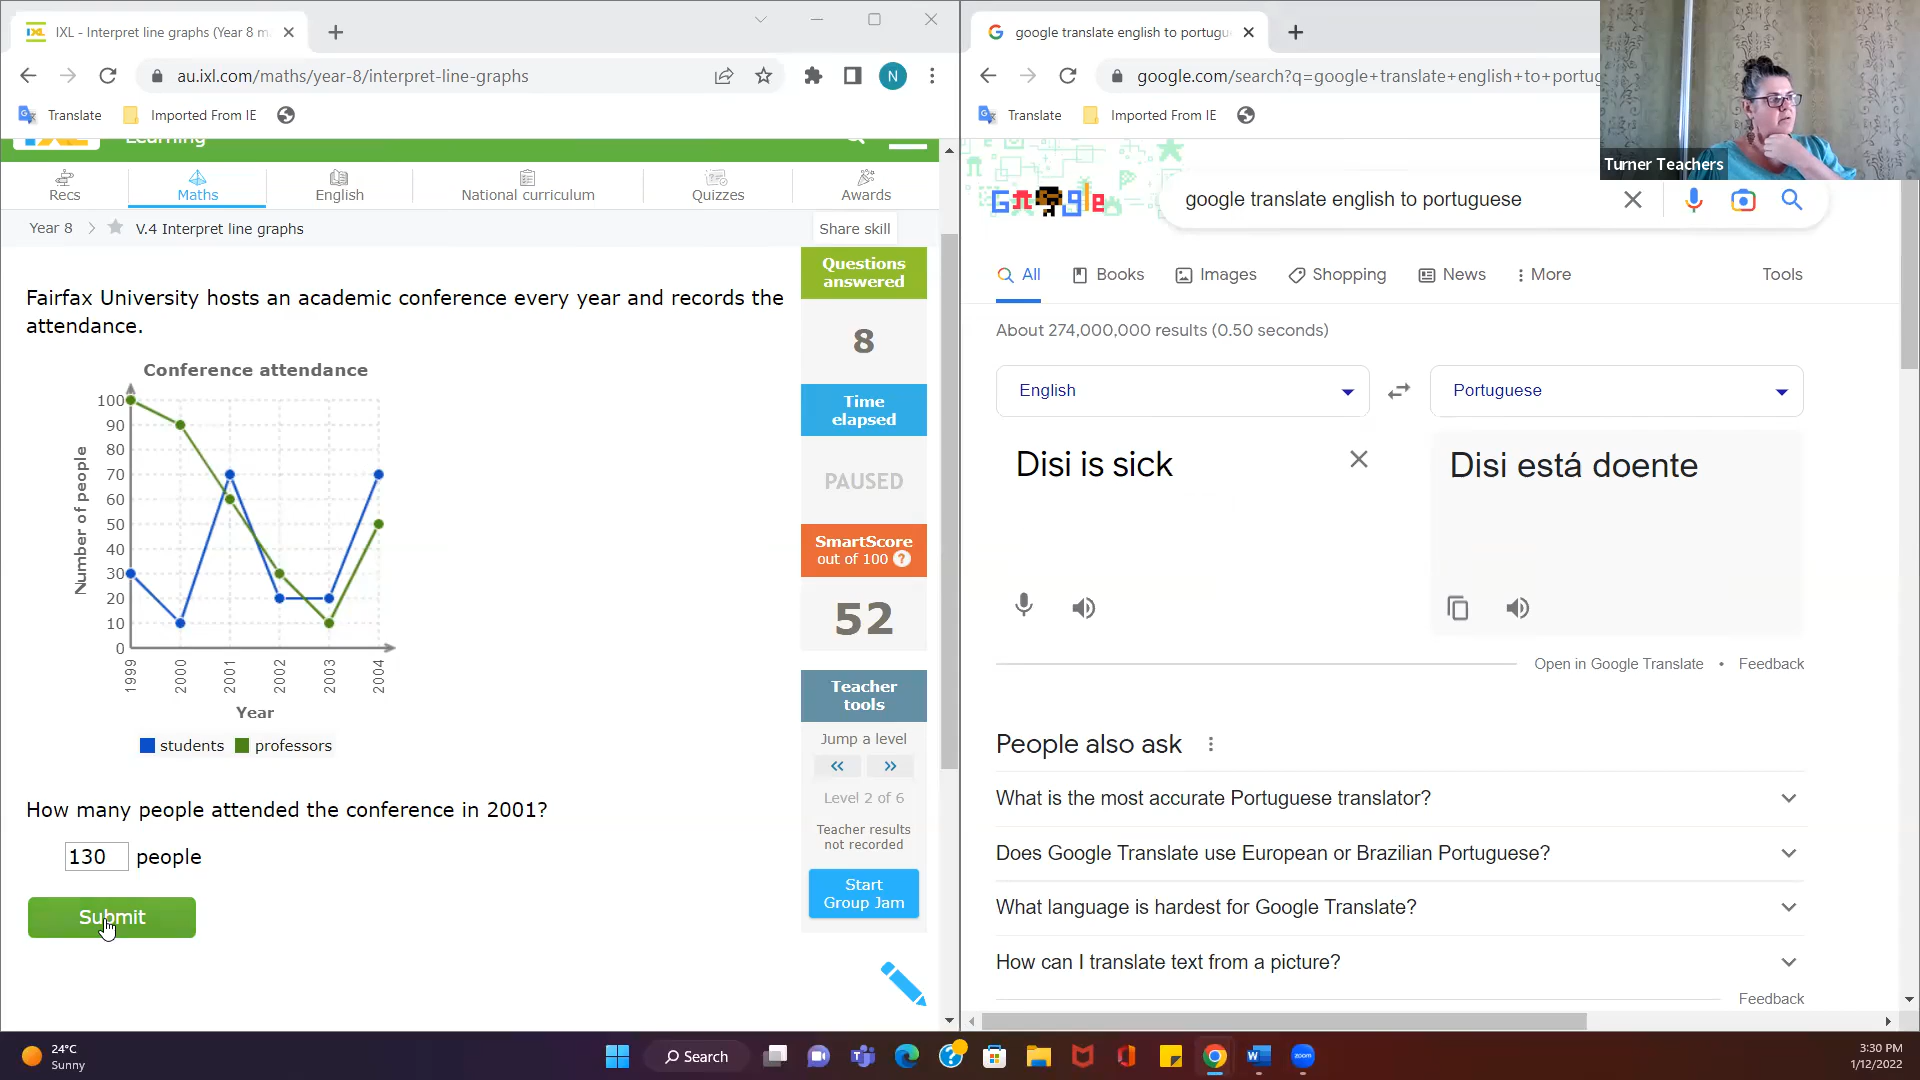 IXL - Interpret line graphs (Year 8 m
au.ixl.com/maths/year-8/interpret-line-graphs
N
Translate
Imported From IE
Learning
Recs
Maths
English
National curriculum
Quizzes
Awards
Year 8
V.4 Interpret line graphs
Share skill
Fairfax University hosts an academic conference every year and records the
attendance.
Conference attendance
100
90
80
70
60
50
40
30
20
10
0
Number of people
1999
2000
2001
2002
2003
2004
Year
students
professors
How many people attended the conference in 2001?
130 people
Submit
Questions
answered
8
Time
elapsed
PAUSED
SmartScore
out of 100 ?
52
Teacher
tools
Jump a level
Level 2 of 6
Teacher results
not recorded
Start
Group Jam
google translate english to portugu
google.com/search?q=google+translate+english+to+portug
Translate
Imported From IE
Turner Teachers
google translate english to portuguese
All
Books
Images
Shopping
News
More
Tools
About 274,000,000 results (0.50 seconds)
English
Portuguese
Disi is sick
Disi está doente
Open in Google Translate • Feedback
People also ask
What is the most accurate Portuguese translator?
Does Google Translate use European or Brazilian Portuguese?
What language is hardest for Google Translate?
How can I translate text from a picture?
Feedback
24°C
Sunny
Search
zoom
3:30 PM
1/12/2022